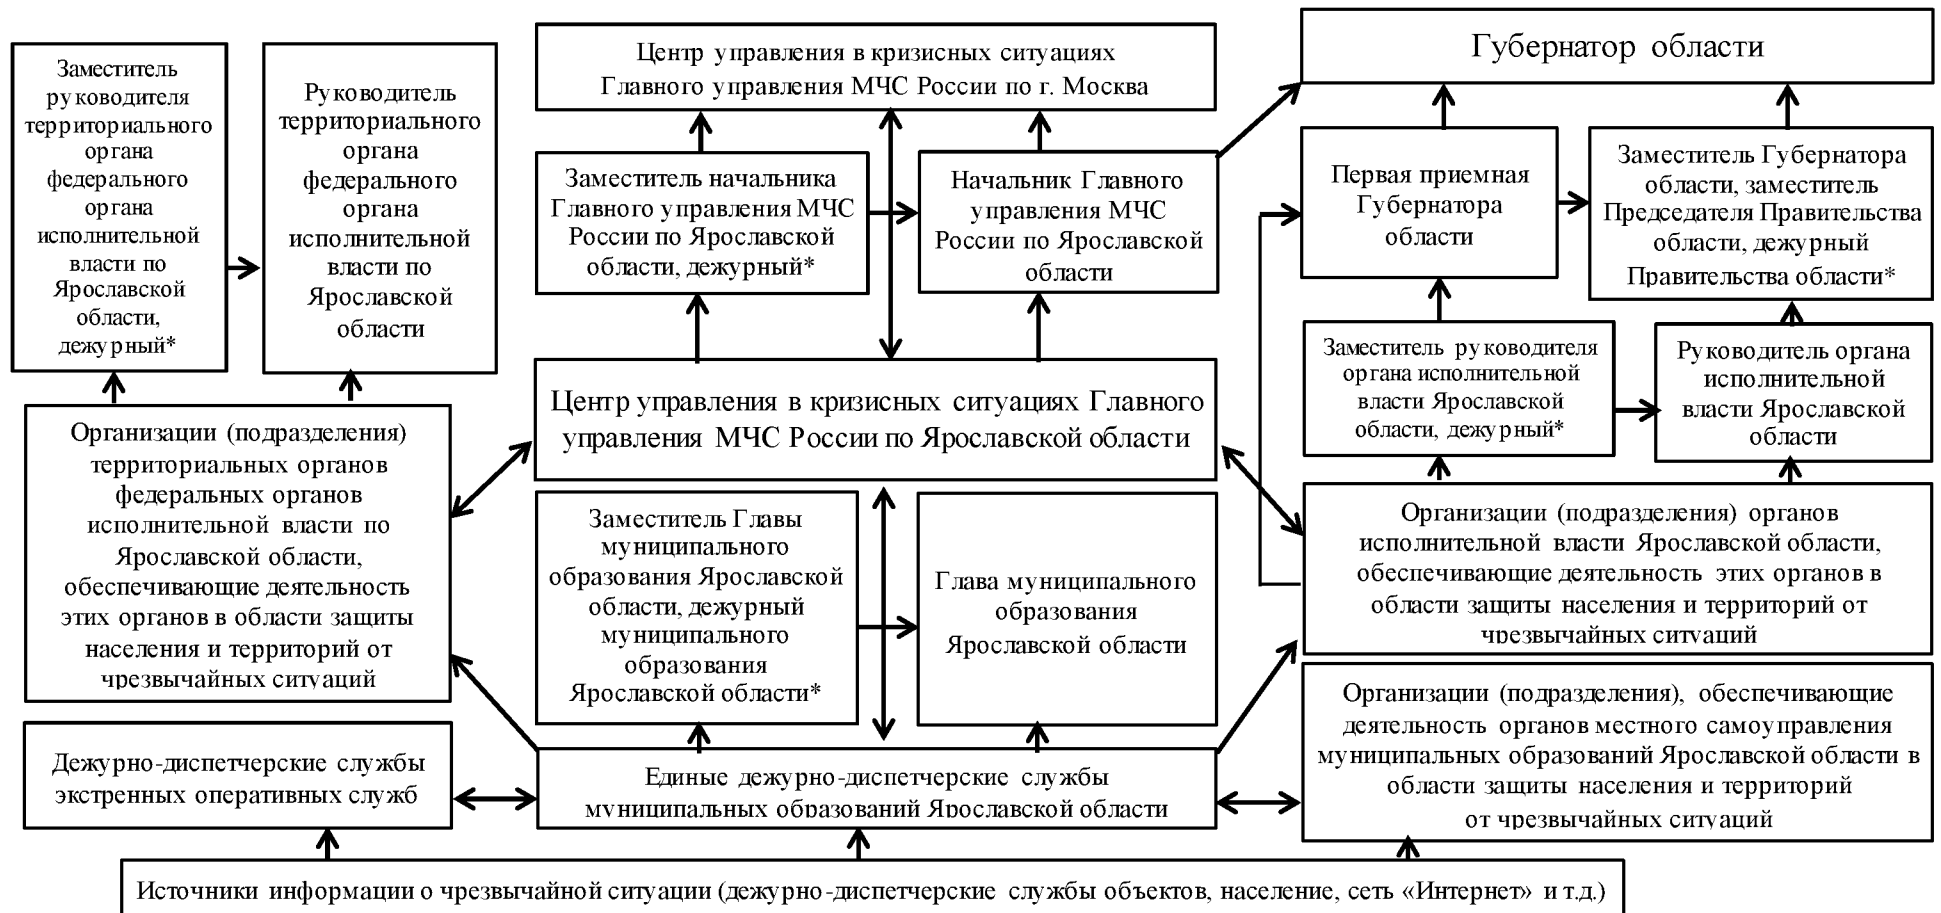 Заместитель
руководителя
территориального
органа
федерального
органа
исполнительной
власти по
Ярославской
области,
дежурный*
Руководитель
территориального
органа
федерального
органа
исполнительной
власти по
Ярославской
области
Центр управления в кризисных ситуациях
Главного управления МЧС России по г. Москва
Губернатор области
Заместитель начальника
Главного управления МЧС
России по Ярославской
области, дежурный*
Начальник Главного
управления МЧС
России по Ярославской
области
Первая приемная
Губернатора
области
Заместитель Губернатора
области, заместитель
Председателя Правительства
области, дежурный
Правительства области*
Заместитель руководителя
органа исполнительной
власти Ярославской
области, дежурный*
Руководитель органа
исполнительной
власти Ярославской
области
Центр управления в кризисных ситуациях Главного
управления МЧС России по Ярославской области
Организации (подразделения)
территориальных органов
федеральных органов
исполнительной власти по
Ярославской области,
обеспечивающие деятельность
этих органов в области защиты
населения и территорий от
чрезвычайных ситуаций
Заместитель Главы
муниципального
образования Ярославской
области, дежурный
муниципального
образования
Ярославской области*
Глава муниципального
образования
Ярославской области
Организации (подразделения) органов
исполнительной власти Ярославской области,
обеспечивающие деятельность этих органов в
области защиты населения и территорий от
чрезвычайных ситуаций
Дежурно-диспетчерские службы
экстренных оперативных служб
Единые дежурно-диспетчерские службы
муниципальных образований Ярославской области
Организации (подразделения), обеспечивающие
деятельность органов местного самоуправления
муниципальных образований Ярославской области в
области защиты населения и территорий
от чрезвычайных ситуаций
Источники информации о чрезвычайной ситуации (дежурно-диспетчерские службы объектов, население, сеть «Интернет» и т.д.)